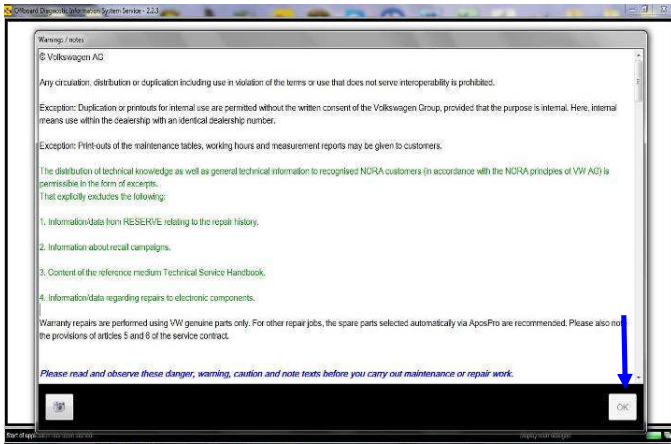 Offboard Diagnostic Information System Service - 2.2.3
Warnings / notes
© Volkswagen AG
Any circulation, distribution or duplication including use in violation of the terms or use that does not serve interoperability is prohibited.
Exception: Duplication or printouts for internal use are permitted without the written consent of the Volkswagen Group, provided that the purpose is internal. Here, internal
means use within the dealership with an identical dealership number.
Exception: Print-outs of the maintenance tables, working hours and measurement reports may be given to customers.
The distribution of technical knowledge as well as general technical information to recognised NORA customers (in accordance with the NORA principles of VW AG) is
permissible in the form of excerpts.
That explicitly excludes the following:
1. Information/data from RESERVE relating to the repair history.
2. Information about recall campaigns.
3. Content of the reference medium Technical Service Handbook.
4. Information/data regarding repairs to electronic components.
Warranty repairs are performed using VW genuine parts only. For other repair jobs, the spare parts selected automatically via AposPro are recommended. Please also not
the provisions of articles 5 and 6 of the service contract.
Please read and observe these danger, warning, caution and note texts before you carry out maintenance or repair work.
OK